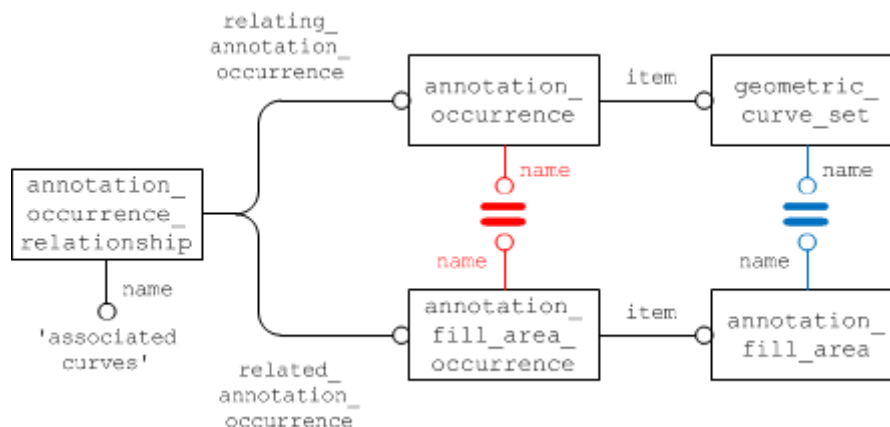 relating_
annotation_
occurrence
annotation_
occurrence
item
geometric_
curve_set
name
name
annotation_
occurrence_
relationship
name
name
name
'associated
curves'
annotation_
fill_area_
occurrence
item
annotation_
fill_area
related_
annotation_
occurrence